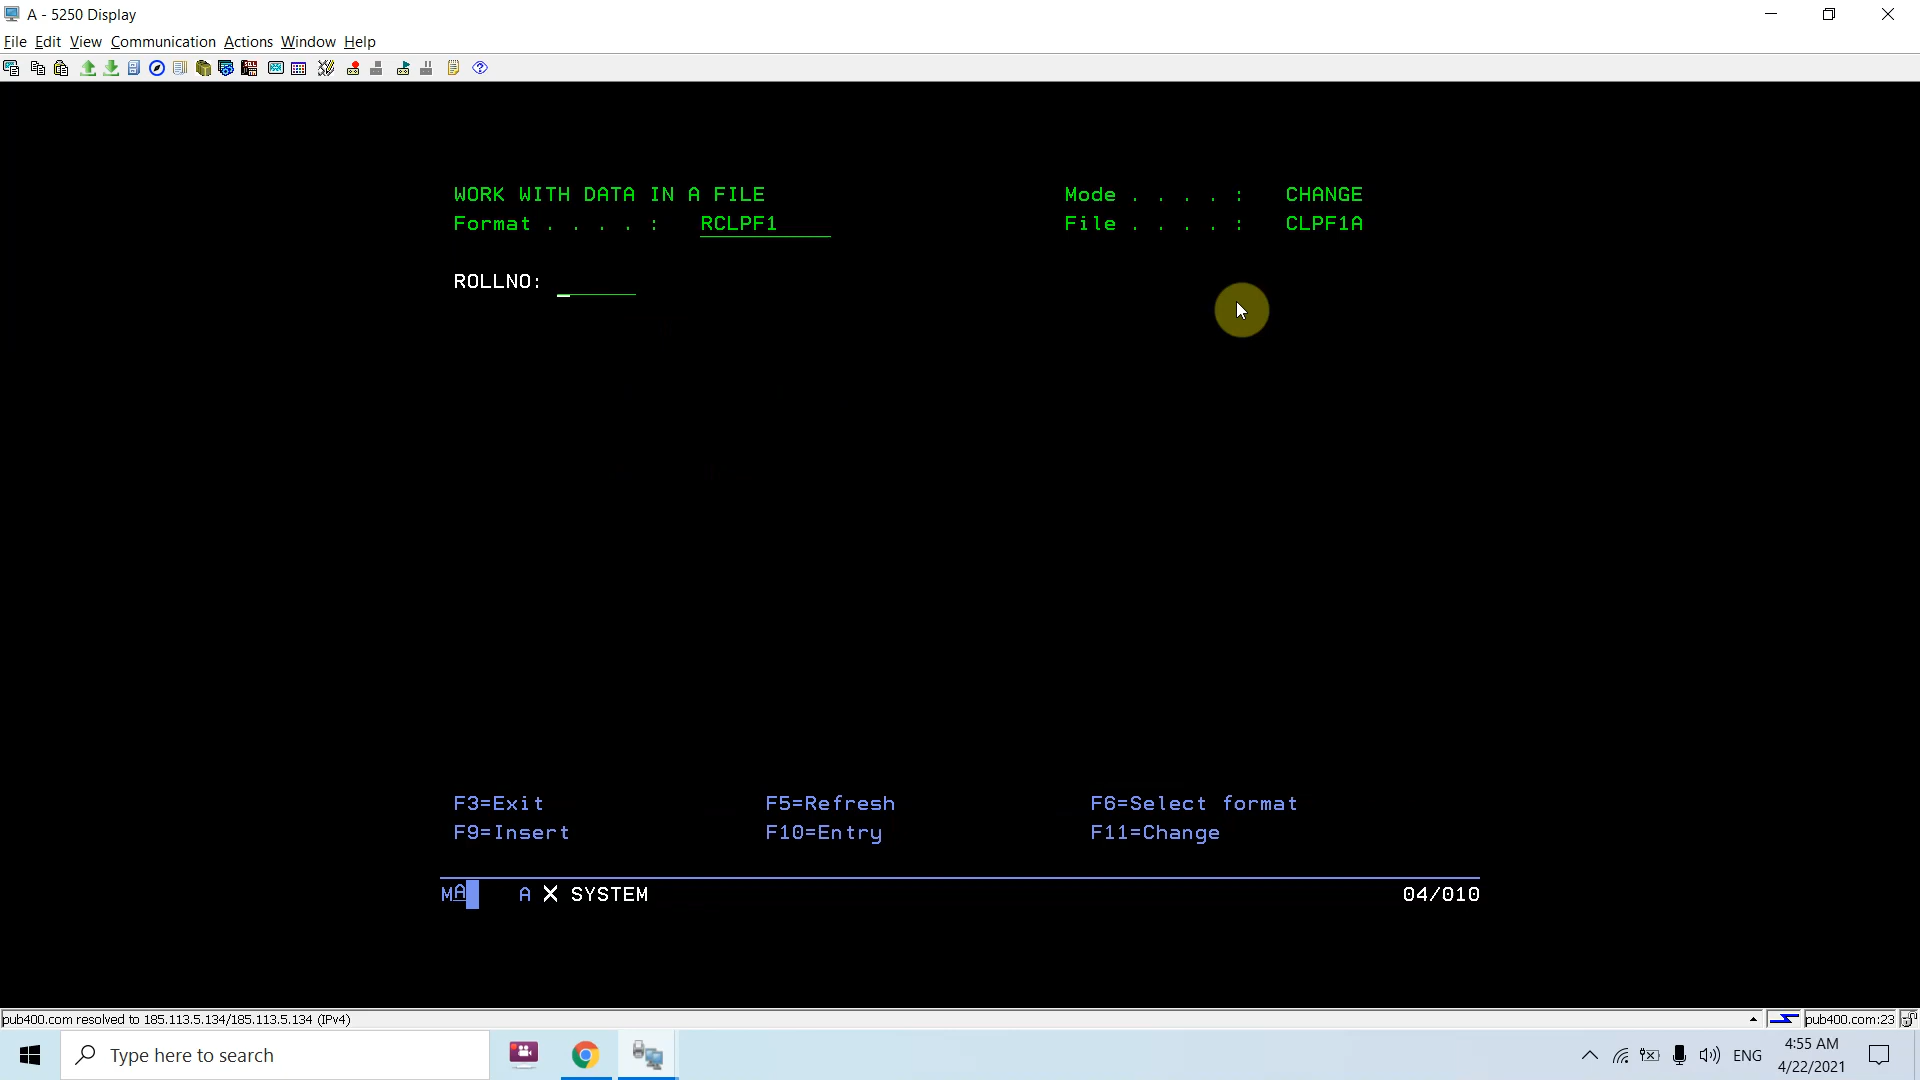 A - 5250 Display
File Edit View Communication Actions Window Help
WORK WITH DATA IN A FILE Mode . . . . : CHANGE
Format . . . . : RCLPF1 File . . . . : CLPF1A
ROLLNO:
F3=Exit F5=Refresh F6=Select format
F9=Insert F10=Entry F11=Change
MA A X SYSTEM 04/010
pub400.com resolved to 185.113.5.134/185.113.5.134 (IPv4) pub400.com:23
Type here to search ENG 4:55 AM
4/22/2021